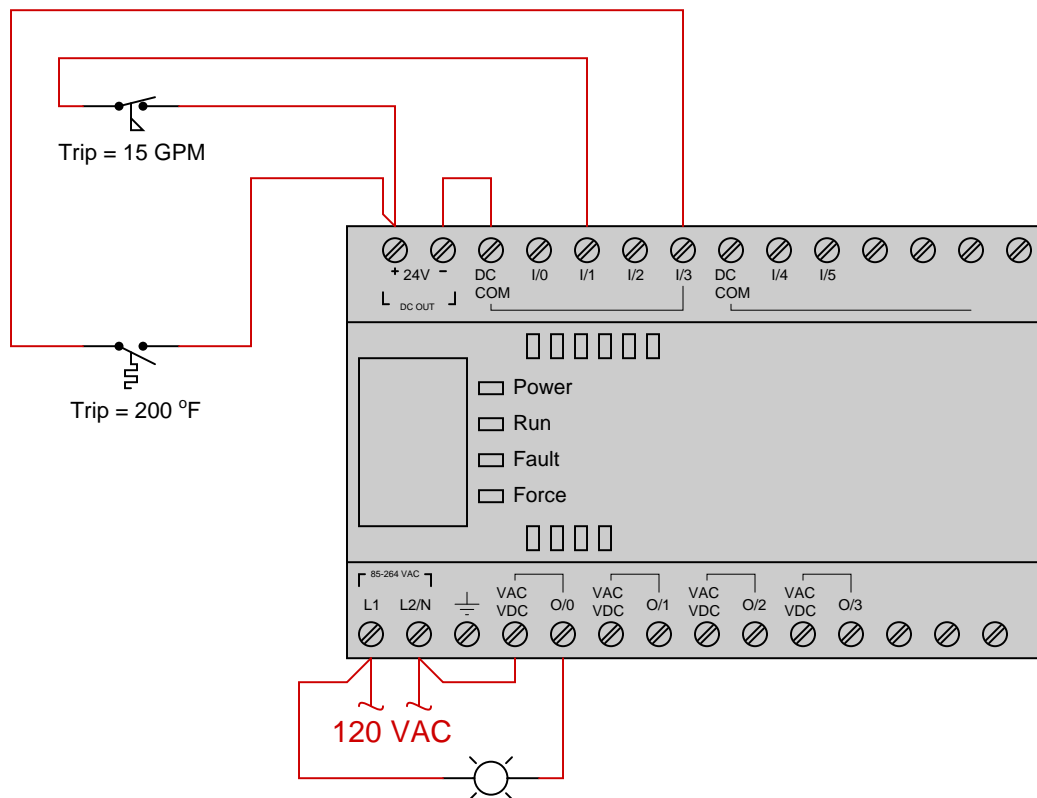 Trip = 15 GPM
+ 24V -
DC COM
I/0
I/1
I/2
I/3
DC COM
I/4
I/5
DC OUT
Trip = 200 °F
Power
Run
Fault
Force
85-264 VAC
L1
L2/N
VAC VDC
O/0
VAC VDC
O/1
VAC VDC
O/2
VAC VDC
O/3
120 VAC